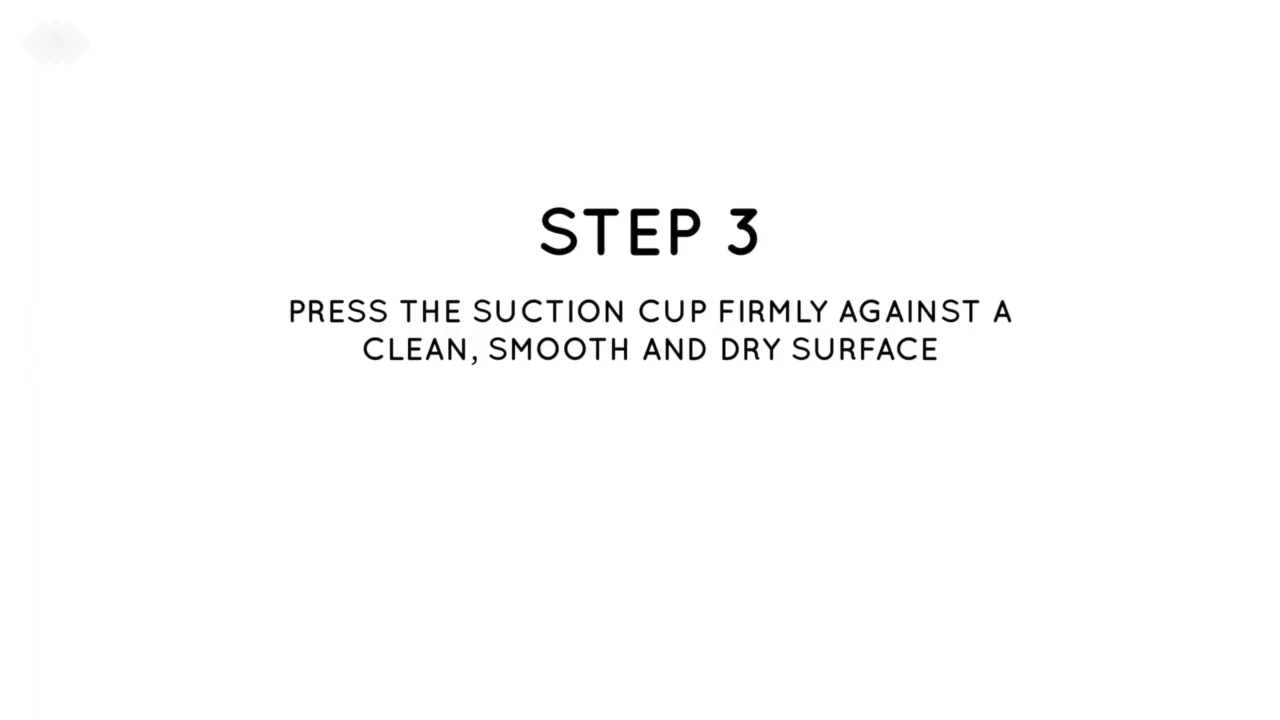 STEP 3
PRESS THE SUCTION CUP FIRMLY AGAINST A
CLEAN, SMOOTH AND DRY SURFACE